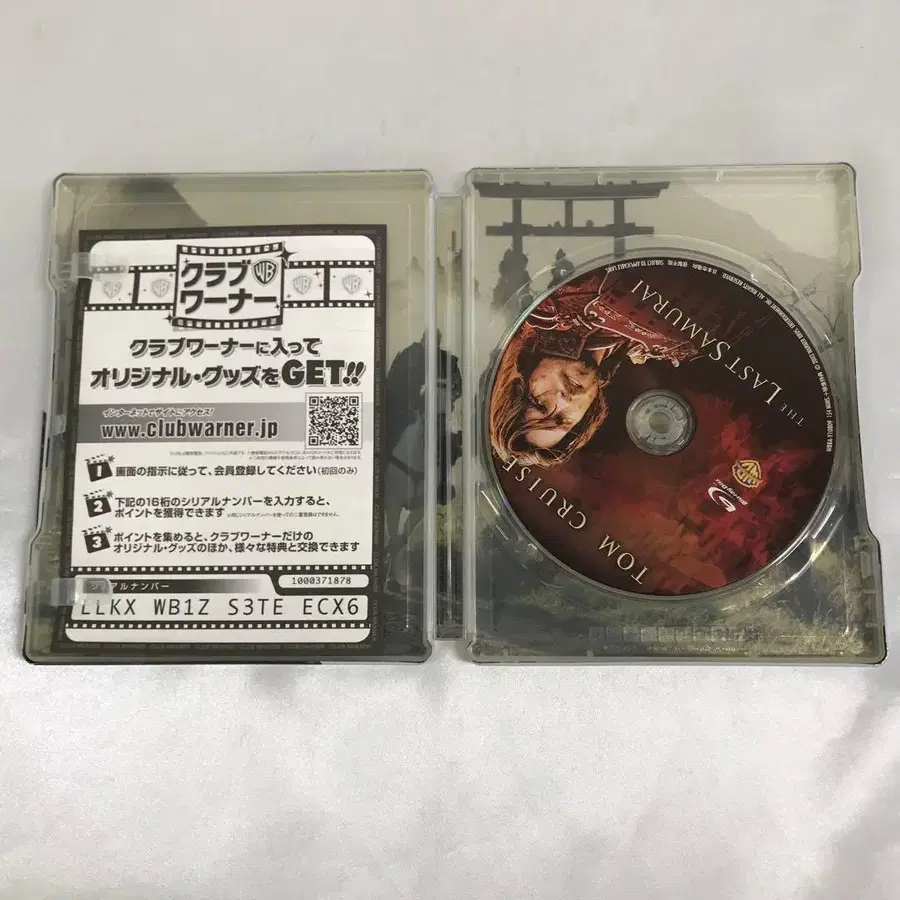 クラブ
ワーナー
WB
クラブワーナーに入って
オリジナル・グッズをGET!!
インターネットでサイトにアクセス!
www.clubwarner.jp
1 画面の指示に従って、会員登録してください(初回のみ)
2 下記の16桁のシリアルナンバーを入力すると、
ポイントを獲得できます
3 ポイントを集めると、クラブワーナーだけの
オリジナル・グッズのほか、様々な特典と交換できます
シリアルナンバー
1000371878
LLKX WB1Z S3TE ECX6
TOM CRUISE
THE LAST SAMURAI
Blu-ray Disc